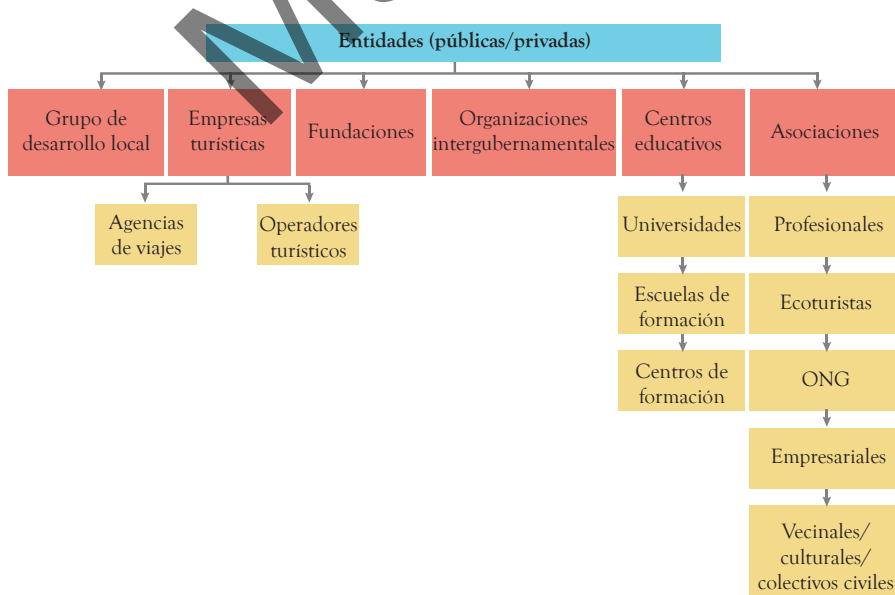 Entidades (públicas/privadas)
Grupo de
desarrollo local
Empresas
turísticas
Fundaciones
Organizaciones
intergubernamentales
Centros
educativos
Asociaciones
Agencias
de viajes
Operadores
turísticos
Universidades
Escuelas de
formación
Centros de
formación
Profesionales
Ecoturistas
ONG
Empresariales
Vecinales/
culturales/
colectivos civiles